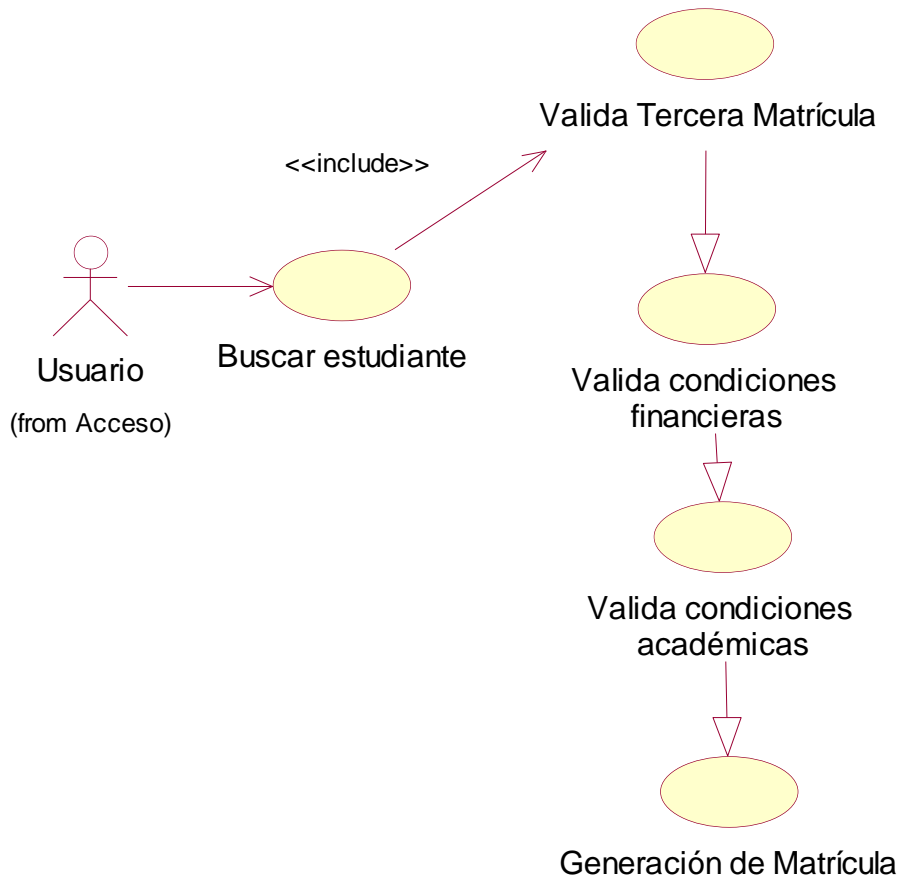 Valida Tercera Matrícula
<<include>>
Buscar estudiante
Usuario
(from Acceso)
Valida condiciones
financieras
Valida condiciones
académicas
Generación de Matrícula